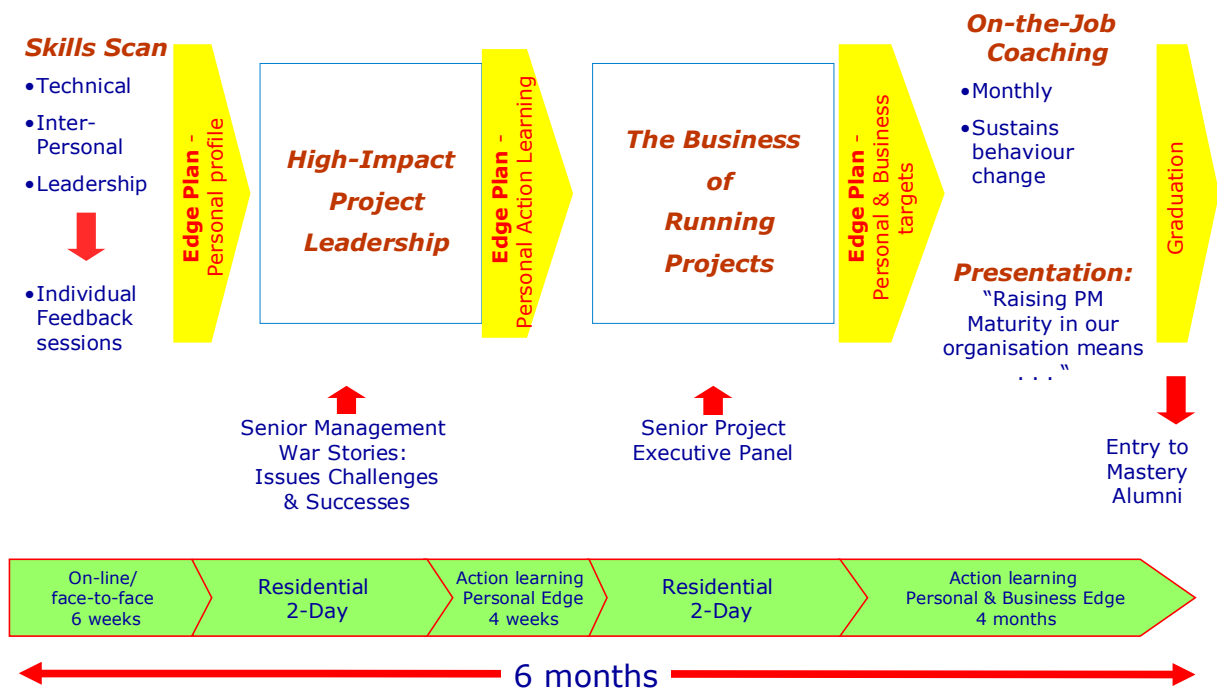 Skills Scan
•Technical
•Inter-
Personal
•Leadership
•Individual
Feedback
sessions
Edge Plan -
Personal profile
High-Impact
Project
Leadership
Edge Plan -
Personal Action Learning
The Business
of
Running
Projects
Edge Plan -
Personal & Business
targets
On-the-Job
Coaching
•Monthly
•Sustains
behaviour
change
Presentation:
“Raising PM
Maturity in our
organisation means
. . . “
Graduation
Senior Management
War Stories:
Issues Challenges
& Successes
Senior Project
Executive Panel
Entry to
Mastery
Alumni
On-line/
face-to-face
6 weeks
Residential
2-Day
Action learning
Personal Edge
4 weeks
Residential
2-Day
Action learning
Personal & Business Edge
4 months
6 months